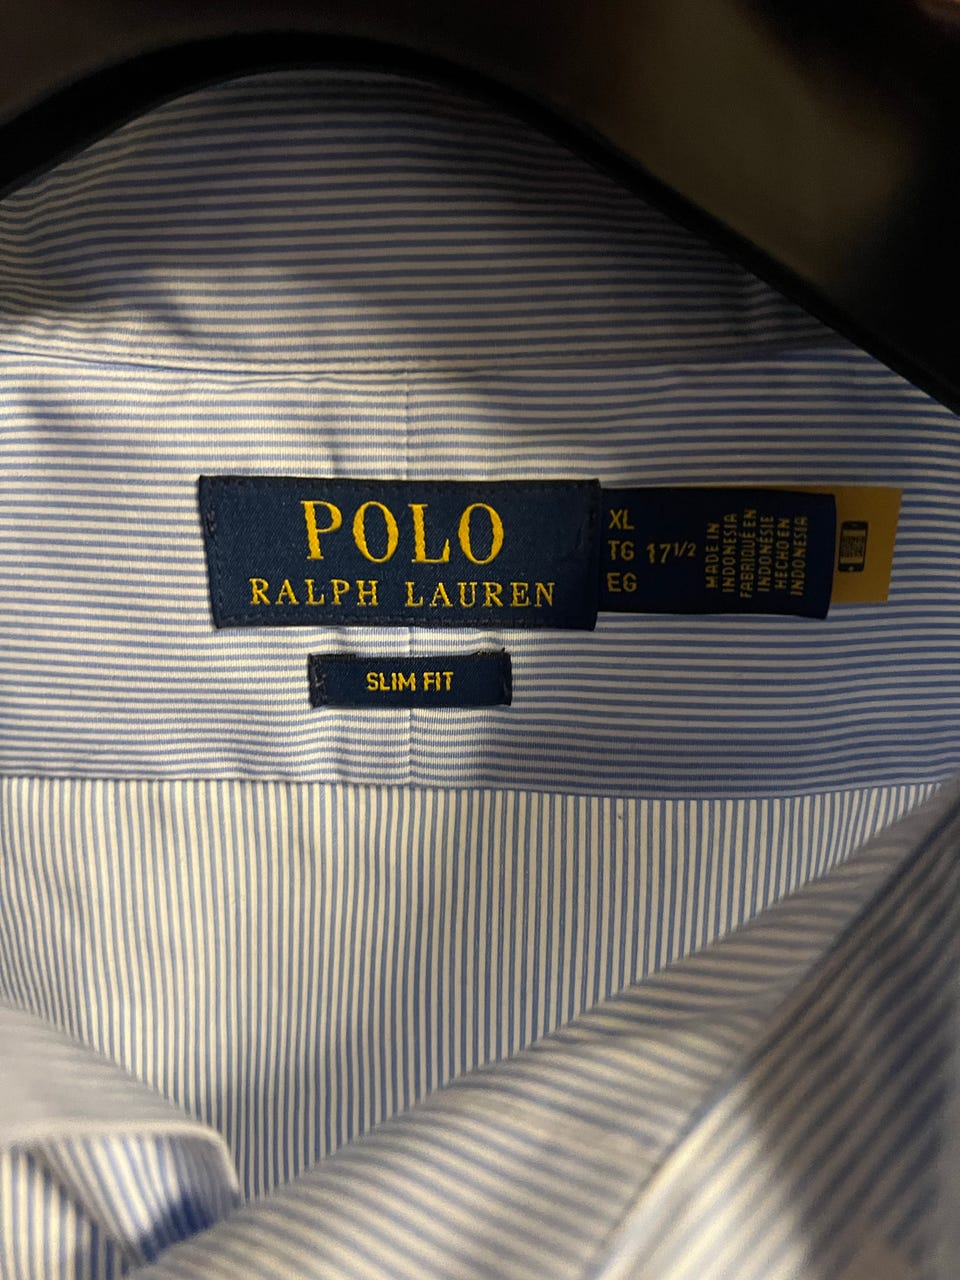 POLO
RALPH LAUREN
XL
TG 17 1/2
EG
MADE IN
INDONESIA
FABRIQUÉ EN
INDONÉSIE
HECHO EN
INDONESIA
SLIM FIT